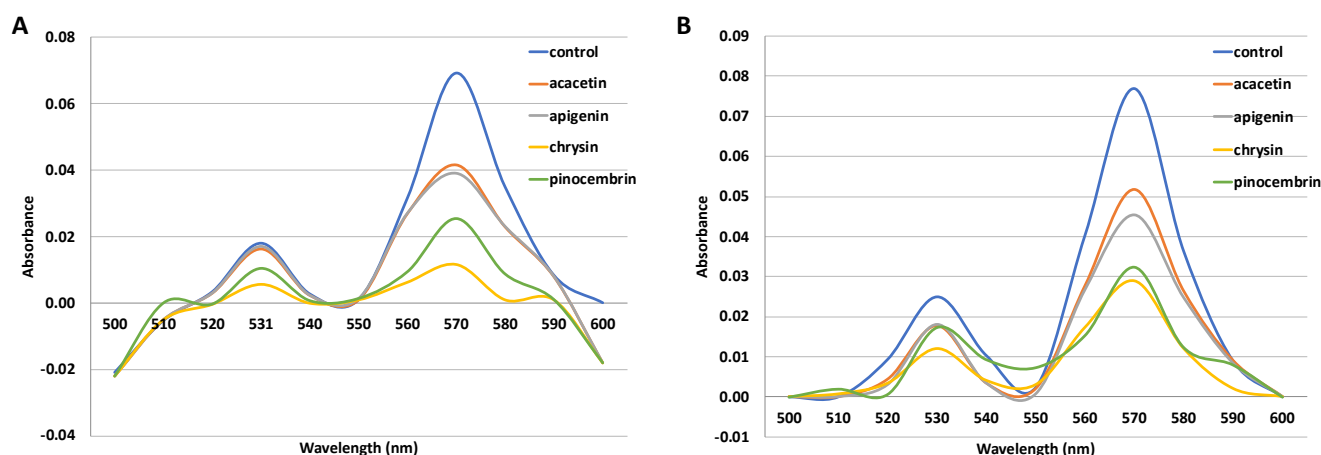 A
0.08
0.06
0.04
0.02
0.00
-0.02
-0.04
Absorbance
500 510 520 531 540 550 560 570 580 590 600
Wavelength (nm)
control
acacetin
apigenin
chrysin
pinocembrin
B
0.09
0.08
0.07
0.06
0.05
0.04
0.03
0.02
0.01
0.00
-0.01
Absorbance
500 510 520 530 540 550 560 570 580 590 600
Wavelength (nm)
control
acacetin
apigenin
chrysin
pinocembrin